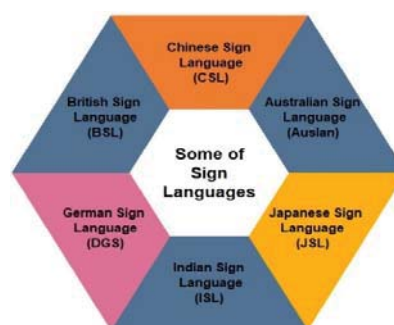 Chinese Sign
Language
(CSL)
British Sign
Language
(BSL)
Australian Sign
Language
(Auslan)
Some of
Sign
Languages
German Sign
Language
(DGS)
Japanese Sign
Language
(JSL)
Indian Sign
Language
(ISL)